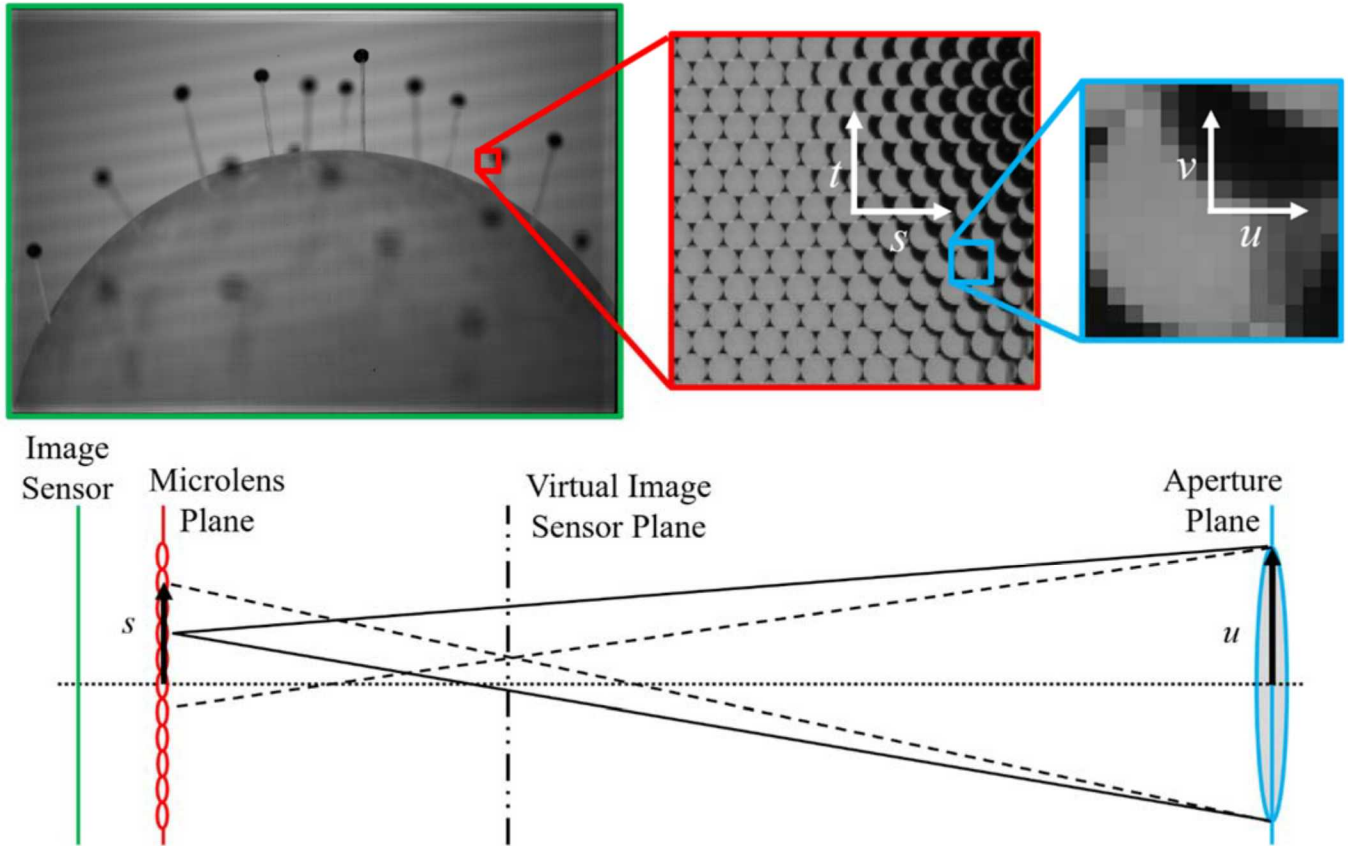 t
s
v
u
Image
Sensor
Microlens
Plane
Virtual Image
Sensor Plane
Aperture
Plane
s
u